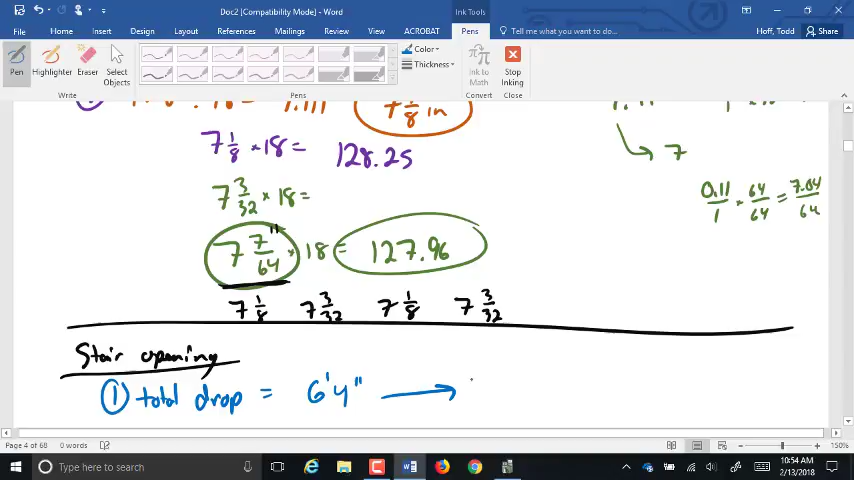 Doc2 [Compatibility Mode] - Word
Ink Tools
Hoff, Todd
File Home Insert Design Layout References Mailings Review View ACROBAT Pens Tell me what you want to do... Share
Pen Highlighter Eraser Select Objects
Color
Thickness
Ink to Math
Stop Inking
Write Pens Convert Close
7 1/8 in
7 1/8 × 18 = 128.25
7
7 3/32 × 18 =
0.11/1 × 64/64 = 7.04/64
7 7/64" × 18 = 127.96
7 1/8 7 3/32 7 1/8 7 3/32
Stair opening
① total drop = 6'4" →
Page 4 of 68 0 words
150%
Type here to search
10:54 AM
2/13/2018